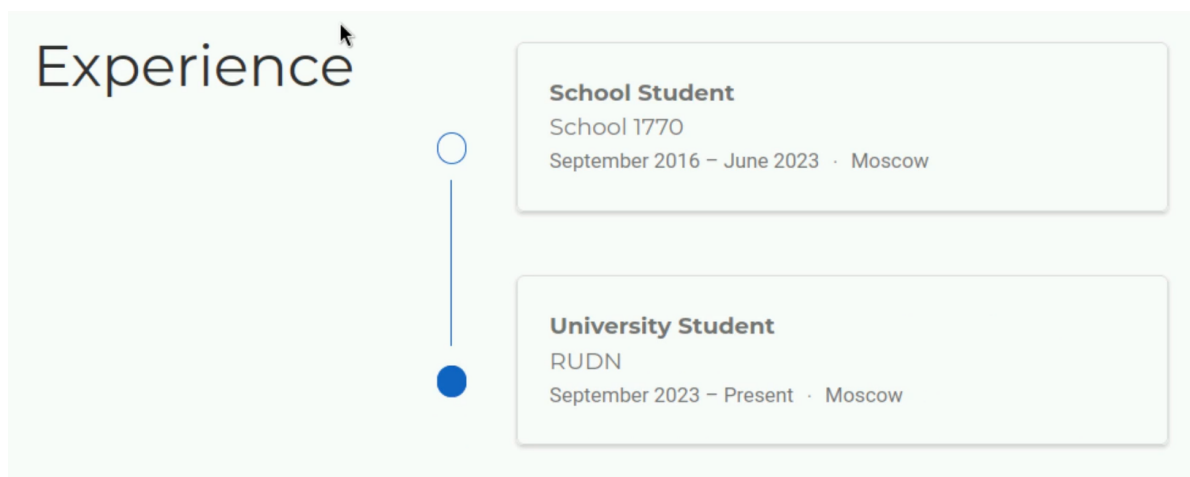 Experience
School Student
School 1770
September 2016 – June 2023 · Moscow
University Student
RUDN
September 2023 – Present · Moscow